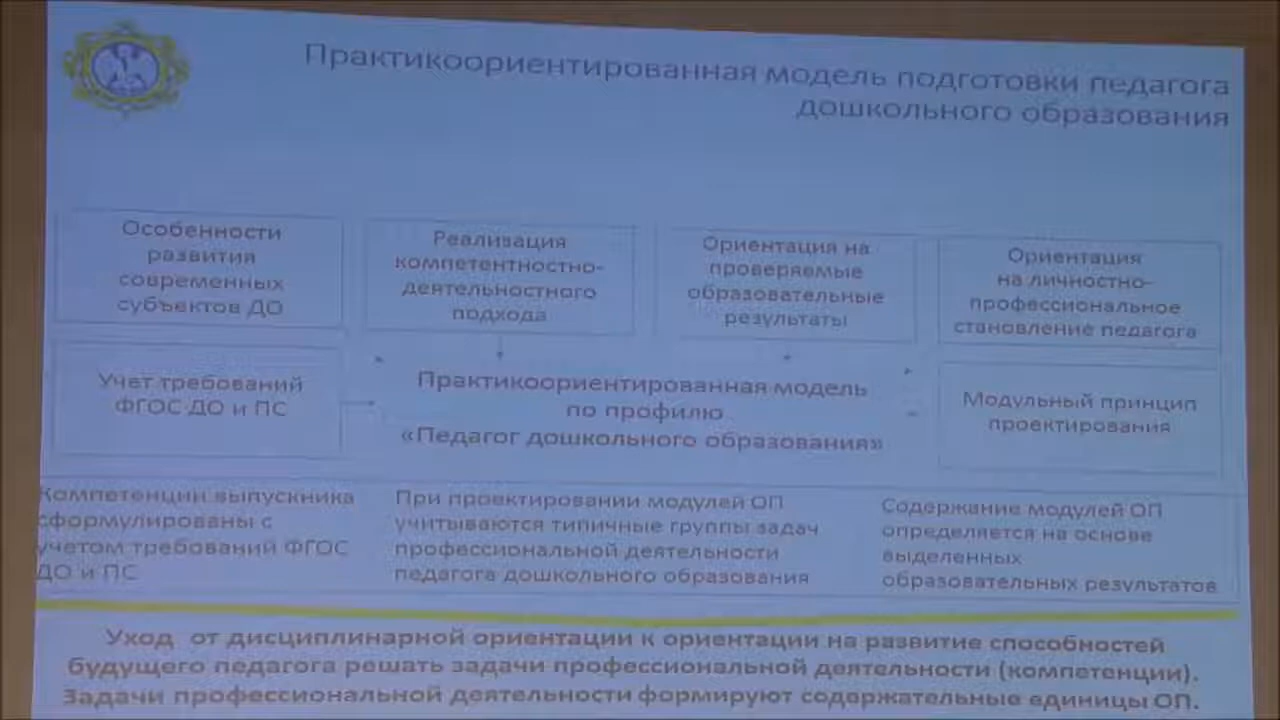 Практикоориентированная модель подготовки педагога
дошкольного образования
Особенности
развития
современных
субъектов ДО
Реализация
компетентностно-
деятельностного
подхода
Ориентация на
проверяемые
образовательные
результаты
Ориентация
на личностно-
профессиональное
становление педагога
Учет требований
ФГОС ДО и ПС
Практикоориентированная модель
по профилю
«Педагог дошкольного образования»
Модульный принцип
проектирования
Компетенции выпускника
сформулированы с
учетом требований ФГОС
ДО и ПС
При проектировании модулей ОП
учитываются типичные группы задач
профессиональной деятельности
педагога дошкольного образования
Содержание модулей ОП
определяется на основе
выделенных
образовательных результатов
Уход от дисциплинарной ориентации к ориентации на развитие способностей
будущего педагога решать задачи профессиональной деятельности (компетенции).
Задачи профессиональной деятельности формируют содержательные единицы ОП.